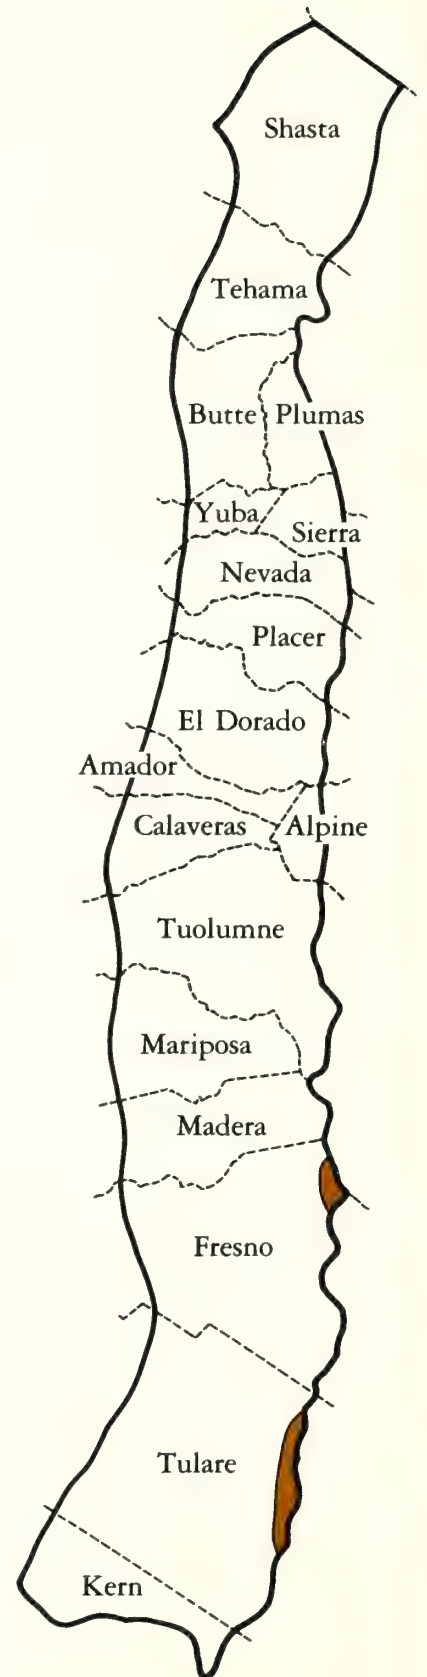 Shasta
Tehama
Butte Plumas
Yuba
Sierra
Nevada
Placer
El Dorado
Amador
Calaveras Alpine
Tuolumne
Mariposa
Madera
Fresno
Tulare
Kern